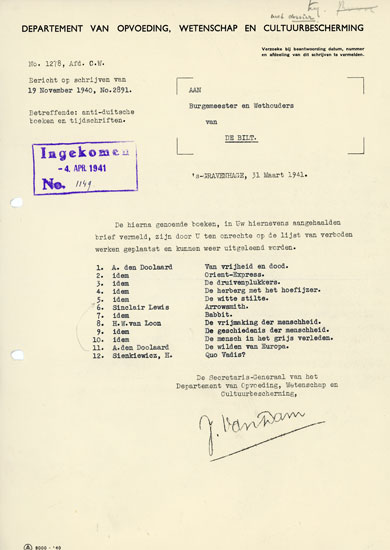 met dossier
DEPARTEMENT VAN OPVOEDING, WETENSCHAP EN CULTUURBESCHERMING
Verzoeke bij beantwoording datum, nummer
en afdeeling van dit schrijven te vermelden.
No. 1278, Afd. C.W.
Bericht op schrijven van
19 November 1940, No.2891.
Betreffende: anti-duitsche
boeken en tijdschriften.
AAN
Burgemeester en Wethouders
van
DE BILT.
Ingekomen
- 4. APR. 1941
No. 1149
's-GRAVENHAGE, 31 Maart 1941.
De hierna genoemde boeken, in Uw hiernevens aangehaalden
brief vermeld, zijn door U ten onrechte op de lijst van verboden
werken geplaatst en kunnen weer uitgeleend worden.
1. A. den Doolaard Van vrijheid en dood.
2. idem Orient-Express.
3. idem De druivenplukkers.
4. idem De herberg met het hoefijzer.
5. idem De witte stilte.
6. Sinclair Lewis Arrowsmith.
7. idem Babbit.
8. H.W.van Loon De vrijmaking der menschheid.
9. idem De geschiedenis der menschheid.
10. idem De mensch in het grijs verleden.
11. A.den Doolaard De wilden van Europa.
12. Sienkiewicz, H. Quo Vadis?
De Secretaris-Generaal van het
Departement van Opvoeding, Wetenschap en
Cultuurbescherming,
J. van Dam
A 8000 - '40